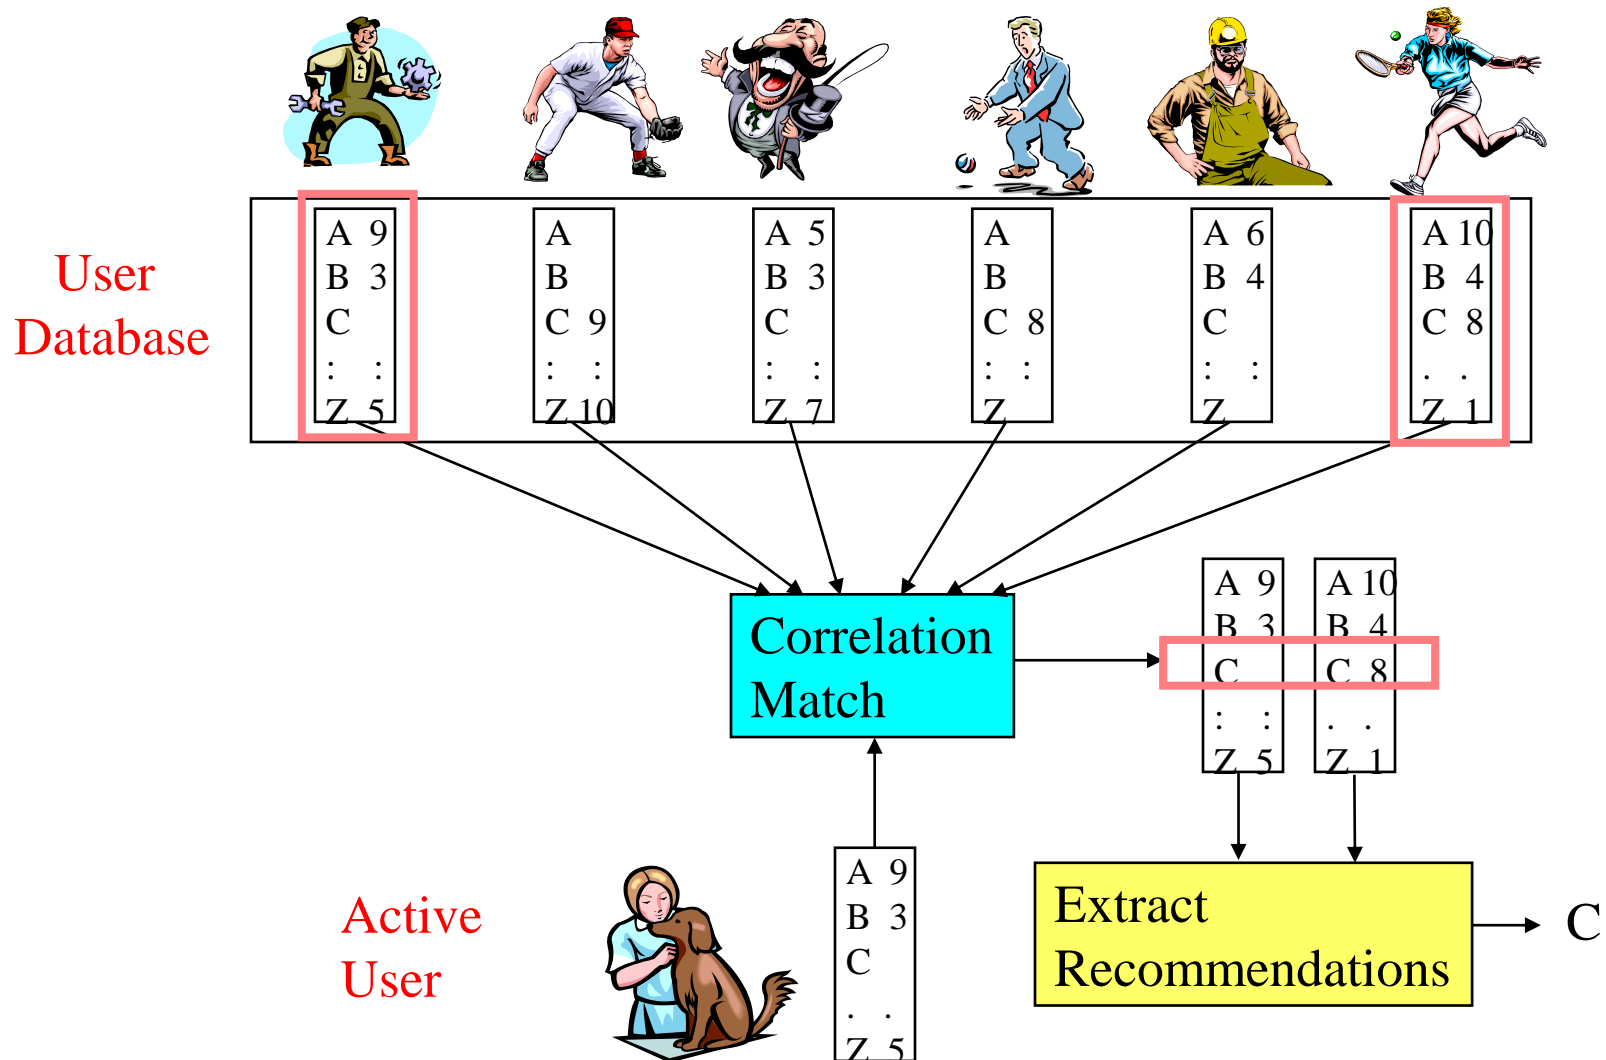 User
Database
A 9
B 3
C
: :
Z 5
A
B
C 9
: :
Z 10
A 5
B 3
C
: :
Z 7
A
B
C 8
: :
Z
A 6
B 4
C
: :
Z
A 10
B 4
C 8
. .
Z 1
Correlation
Match
A 9
B 3
C
: :
Z 5
A 10
B 4
C 8
. .
Z 1
Active
User
A 9
B 3
C
. .
Z 5
Extract
Recommendations
C